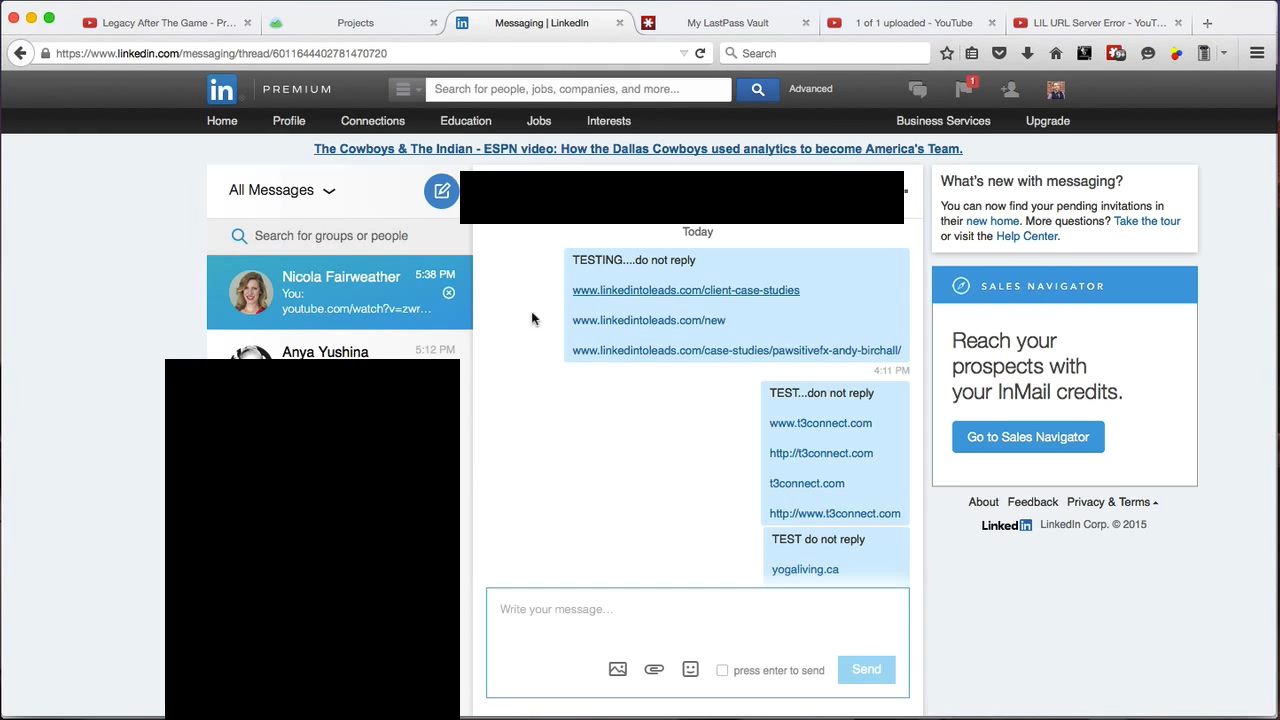 Legacy After The Game - Pr...
Projects
Messaging | LinkedIn
My LastPass Vault
1 of 1 uploaded - YouTube
LIL URL Server Error - YouT...
https://www.linkedin.com/messaging/thread/6011644402781470720
Search
9+
in PREMIUM
Search for people, jobs, companies, and more...
Advanced
1
Home Profile Connections Education Jobs Interests Business Services Upgrade
The Cowboys & The Indian - ESPN video: How the Dallas Cowboys used analytics to become America's Team.
All Messages
Search for groups or people
Nicola Fairweather 5:38 PM
You:
youtube.com/watch?v=zwr...
Anya Yushina 5:12 PM
Today
TESTING....do not reply
www.linkedintoleads.com/client-case-studies
www.linkedintoleads.com/new
www.linkedintoleads.com/case-studies/pawsitivefx-andy-birchall/
4:11 PM
TEST...don not reply
www.t3connect.com
http://t3connect.com
t3connect.com
http://www.t3connect.com
TEST do not reply
yogaliving.ca
Write your message...
press enter to send
Send
What's new with messaging?
You can now find your pending invitations in
their new home. More questions? Take the tour
or visit the Help Center.
SALES NAVIGATOR
Reach your
prospects with
your InMail credits.
Go to Sales Navigator
About Feedback Privacy & Terms
Linkedin LinkedIn Corp. © 2015